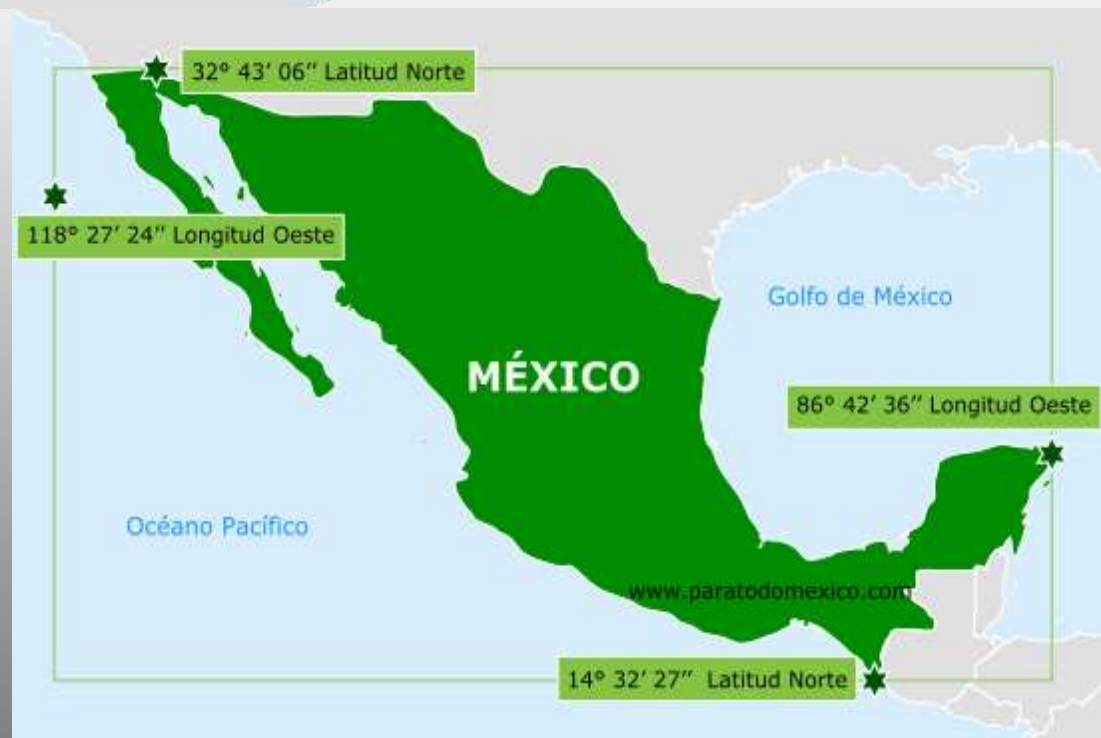 32° 43’ 06’’ Latitud Norte
118° 27’ 24’’ Longitud Oeste
Golfo de México
MÉXICO
86° 42’ 36’’ Longitud Oeste
Océano Pacífico
www.paratodomexico.com
14° 32’ 27’’ Latitud Norte